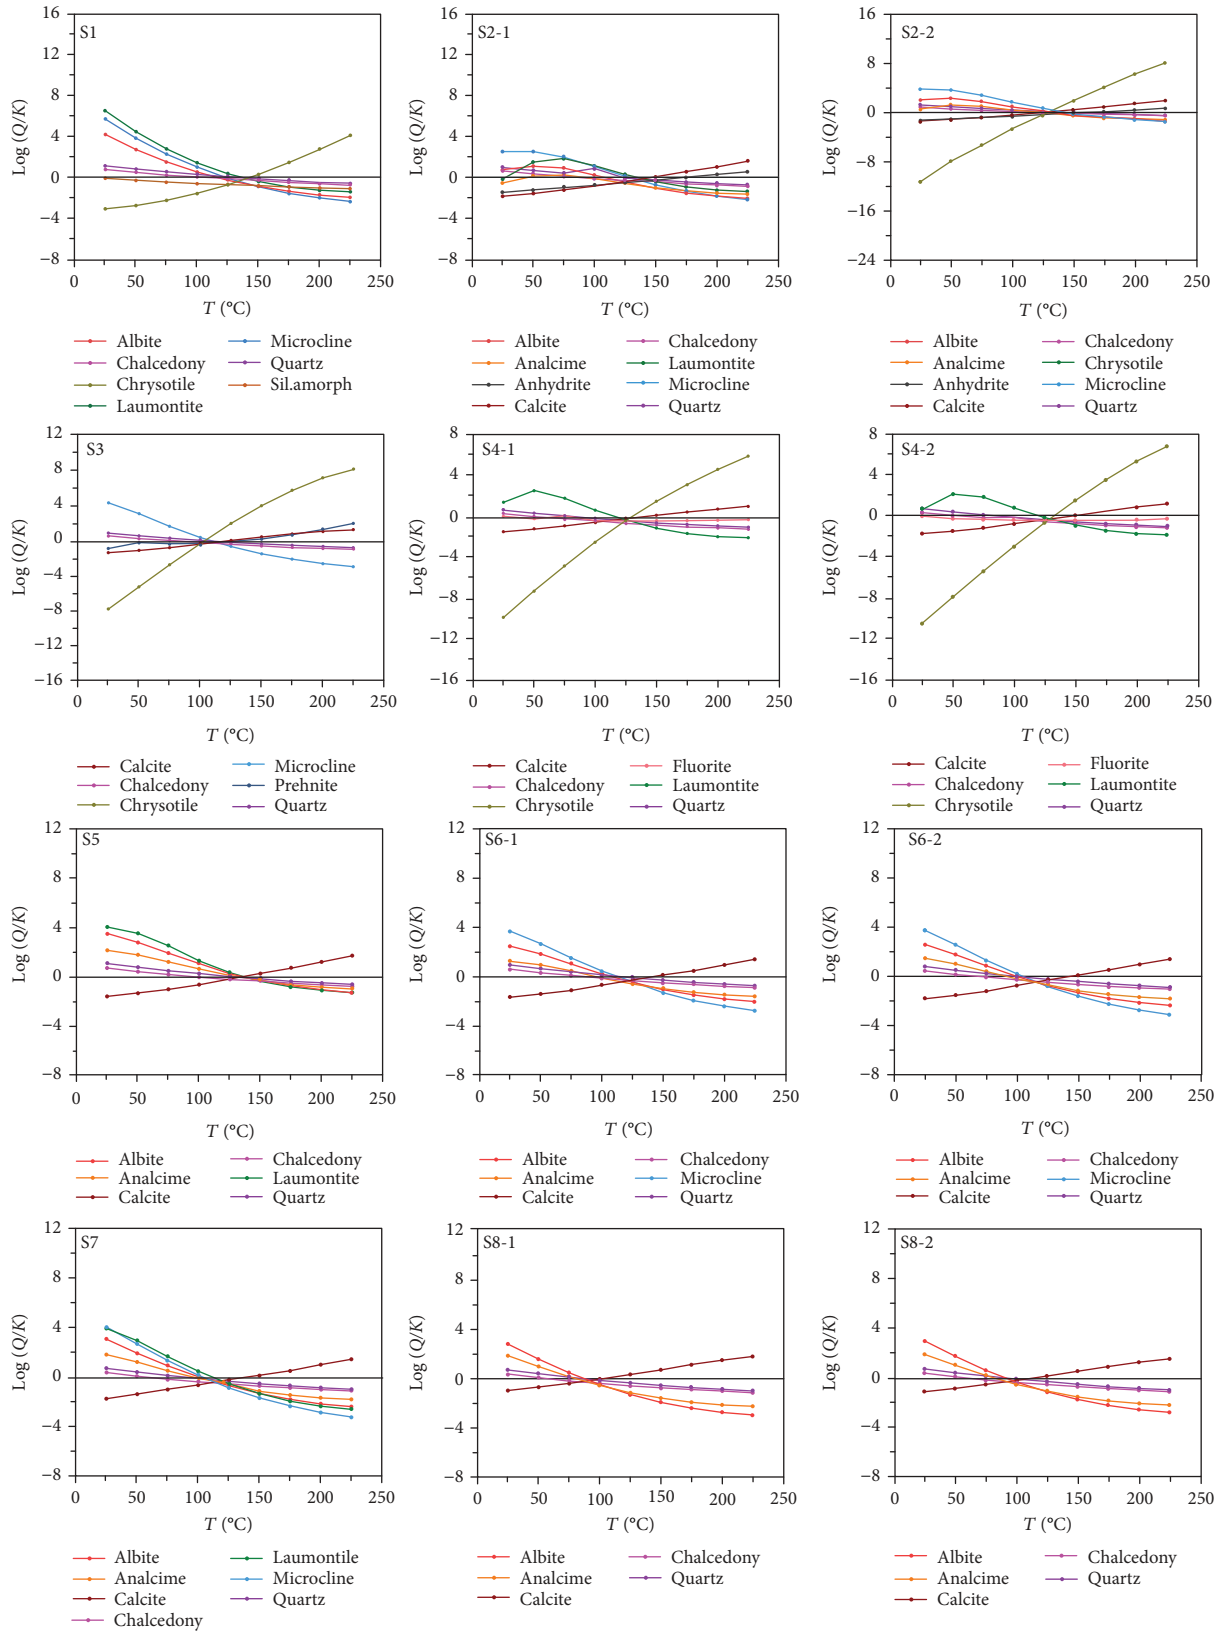 S1
16
12
8
4
0
−4
−8
Log (Q/K)
0 50 100 150 200 250
T (°C)
Albite
Chalcedony
Chrysotile
Laumontite
Microcline
Quartz
Sil.amorph
S2-1
16
12
8
4
0
−4
−8
Log (Q/K)
0 50 100 150 200 250
T (°C)
Albite
Analcime
Anhydrite
Calcite
Chalcedony
Laumontite
Microcline
Quartz
S2-2
16
8
0
−8
−16
−24
Log (Q/K)
0 50 100 150 200 250
T (°C)
Albite
Analcime
Anhydrite
Calcite
Chalcedony
Chrysotile
Microcline
Quartz
S3
12
8
4
0
−4
−8
−12
−16
Log (Q/K)
0 50 100 150 200 250
T (°C)
Calcite
Chalcedony
Chrysotile
Microcline
Prehnite
Quartz
S4-1
8
4
0
−4
−8
−12
−16
Log (Q/K)
0 50 100 150 200 250
T (°C)
Calcite
Chalcedony
Chrysotile
Fluorite
Laumontite
Quartz
S4-2
8
4
0
−4
−8
−12
−16
Log (Q/K)
0 50 100 150 200 250
T (°C)
Calcite
Chalcedony
Chrysotile
Fluorite
Laumontite
Quartz
S5
12
8
4
0
−4
−8
Log (Q/K)
0 50 100 150 200 250
T (°C)
Albite
Analcime
Calcite
Chalcedony
Laumontite
Quartz
S6-1
12
8
4
0
−4
−8
Log (Q/K)
0 50 100 150 200 250
T (°C)
Albite
Analcime
Calcite
Chalcedony
Microcline
Quartz
S6-2
12
8
4
0
−4
−8
Log (Q/K)
0 50 100 150 200 250
T (°C)
Albite
Analcime
Calcite
Chalcedony
Microcline
Quartz
S7
12
8
4
0
−4
−8
Log (Q/K)
0 50 100 150 200 250
T (°C)
Albite
Analcime
Calcite
Chalcedony
Laumontile
Microcline
Quartz
S8-1
12
8
4
0
−4
−8
Log (Q/K)
0 50 100 150 200 250
T (°C)
Albite
Analcime
Calcite
Chalcedony
Quartz
S8-2
12
8
4
0
−4
−8
Log (Q/K)
0 50 100 150 200 250
T (°C)
Albite
Analcime
Calcite
Chalcedony
Quartz